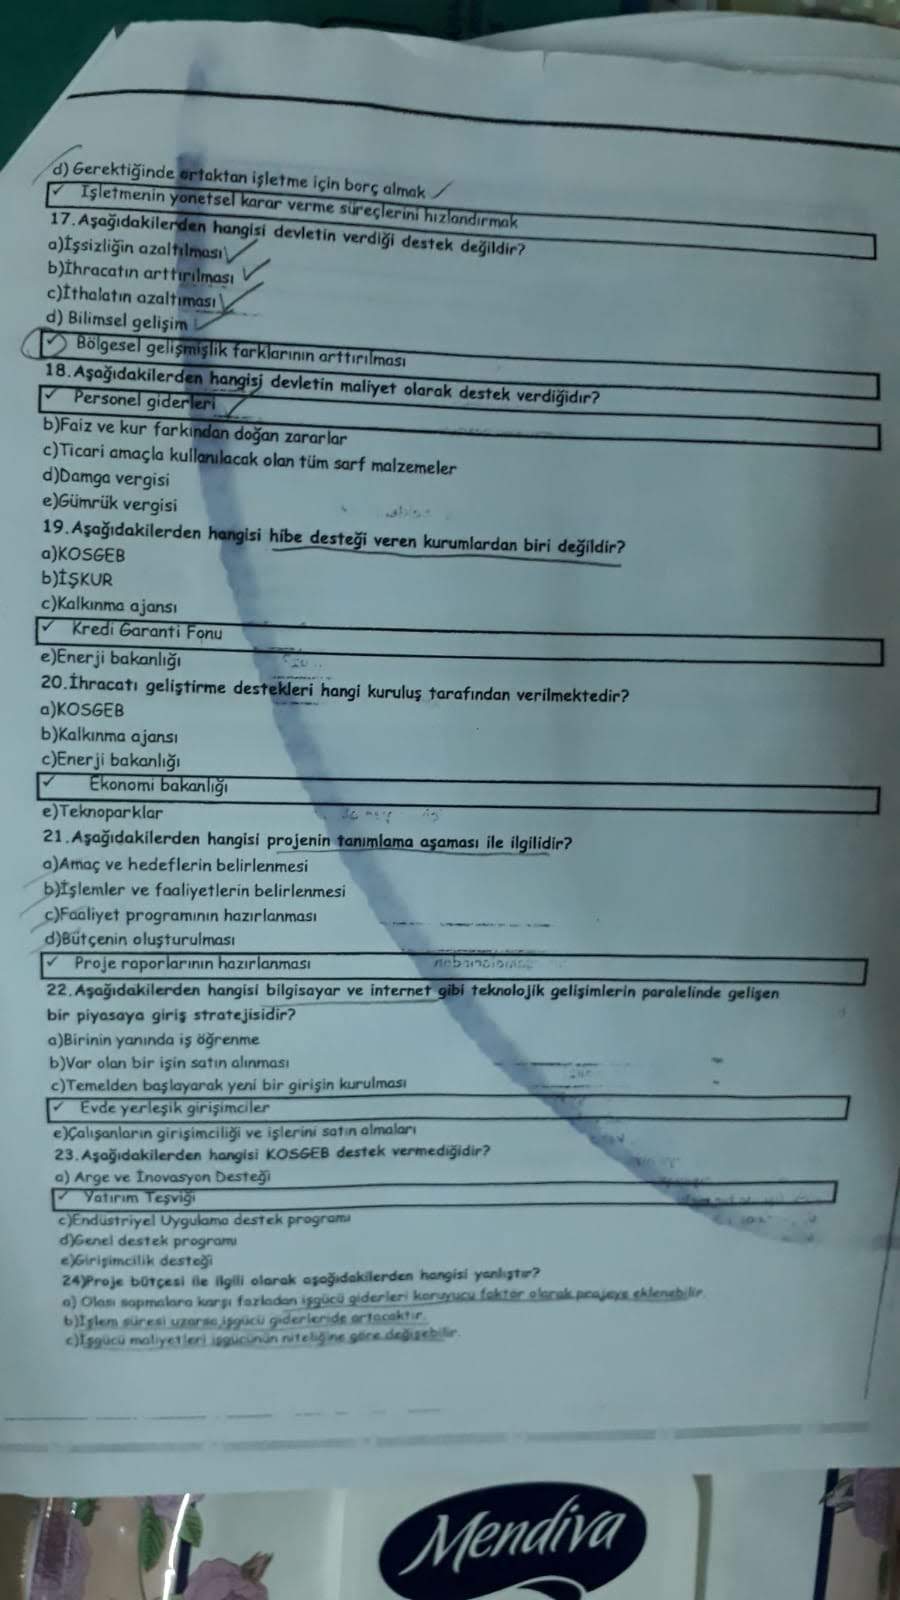 d) Gerektiğinde ortaktan işletme için borç almak ✓
✓ İşletmenin yönetsel karar verme süreçlerini hızlandırmak
17.Aşağıdakilerden hangisi devletin verdiği destek değildir?
a)İşsizliğin azaltılması ✓
b)İhracatın arttırılması ✓
c)İthalatın azaltıması ✓
d) Bilimsel gelişim ✓
✓ Bölgesel gelişmişlik farklarının arttırılması
18.Aşağıdakilerden hangisi devletin maliyet olarak destek verdiğidir?
✓ Personel giderleri ✓
b)Faiz ve kur farkından doğan zararlar
c)Ticari amaçla kullanılacak olan tüm sarf malzemeler
d)Damga vergisi
e)Gümrük vergisi
19.Aşağıdakilerden hangisi hibe desteği veren kurumlardan biri değildir?
a)KOSGEB
b)İŞKUR
c)Kalkınma ajansı
✓ Kredi Garanti Fonu
e)Enerji bakanlığı
20.İhracatı geliştirme destekleri hangi kuruluş tarafından verilmektedir?
a)KOSGEB
b)Kalkınma ajansı
c)Enerji bakanlığı
✓ Ekonomi bakanlığı
e)Teknoparklar
21.Aşağıdakilerden hangisi projenin tanımlama aşaması ile ilgilidir?
a)Amaç ve hedeflerin belirlenmesi
b)İşlemler ve faaliyetlerin belirlenmesi
c)Faaliyet programının hazırlanması
d)Bütçenin oluşturulması
✓ Proje raporlarının hazırlanması
22.Aşağıdakilerden hangisi bilgisayar ve internet gibi teknolojik gelişimlerin paralelinde gelişen
bir piyasaya giriş stratejisidir?
a)Birinin yanında iş öğrenme
b)Var olan bir işin satın alınması
c)Temelden başlayarak yeni bir girişin kurulması
✓ Evde yerleşik girişimciler
e)Çalışanların girişimciliği ve işlerini satın almaları
23.Aşağıdakilerden hangisi KOSGEB destek vermediğidir?
a) Arge ve İnovasyon Desteği
✓ Yatırım Teşviği
c)Endüstriyel Uygulama destek programı
d)Genel destek programı
e)Girişimcilik desteği
24)Proje bütçesi ile ilgili olarak aşağıdakilerden hangisi yanlıştır?
a) Olası sapmalara karşı fazladan işgücü giderleri koruyucu faktör olarak projeye eklenebilir.
b)İşlem süresi uzarsa işgücü giderleride artacaktır.
c)İşgücü maliyetleri işgücünün niteliğine göre değişebilir.
Mendiva